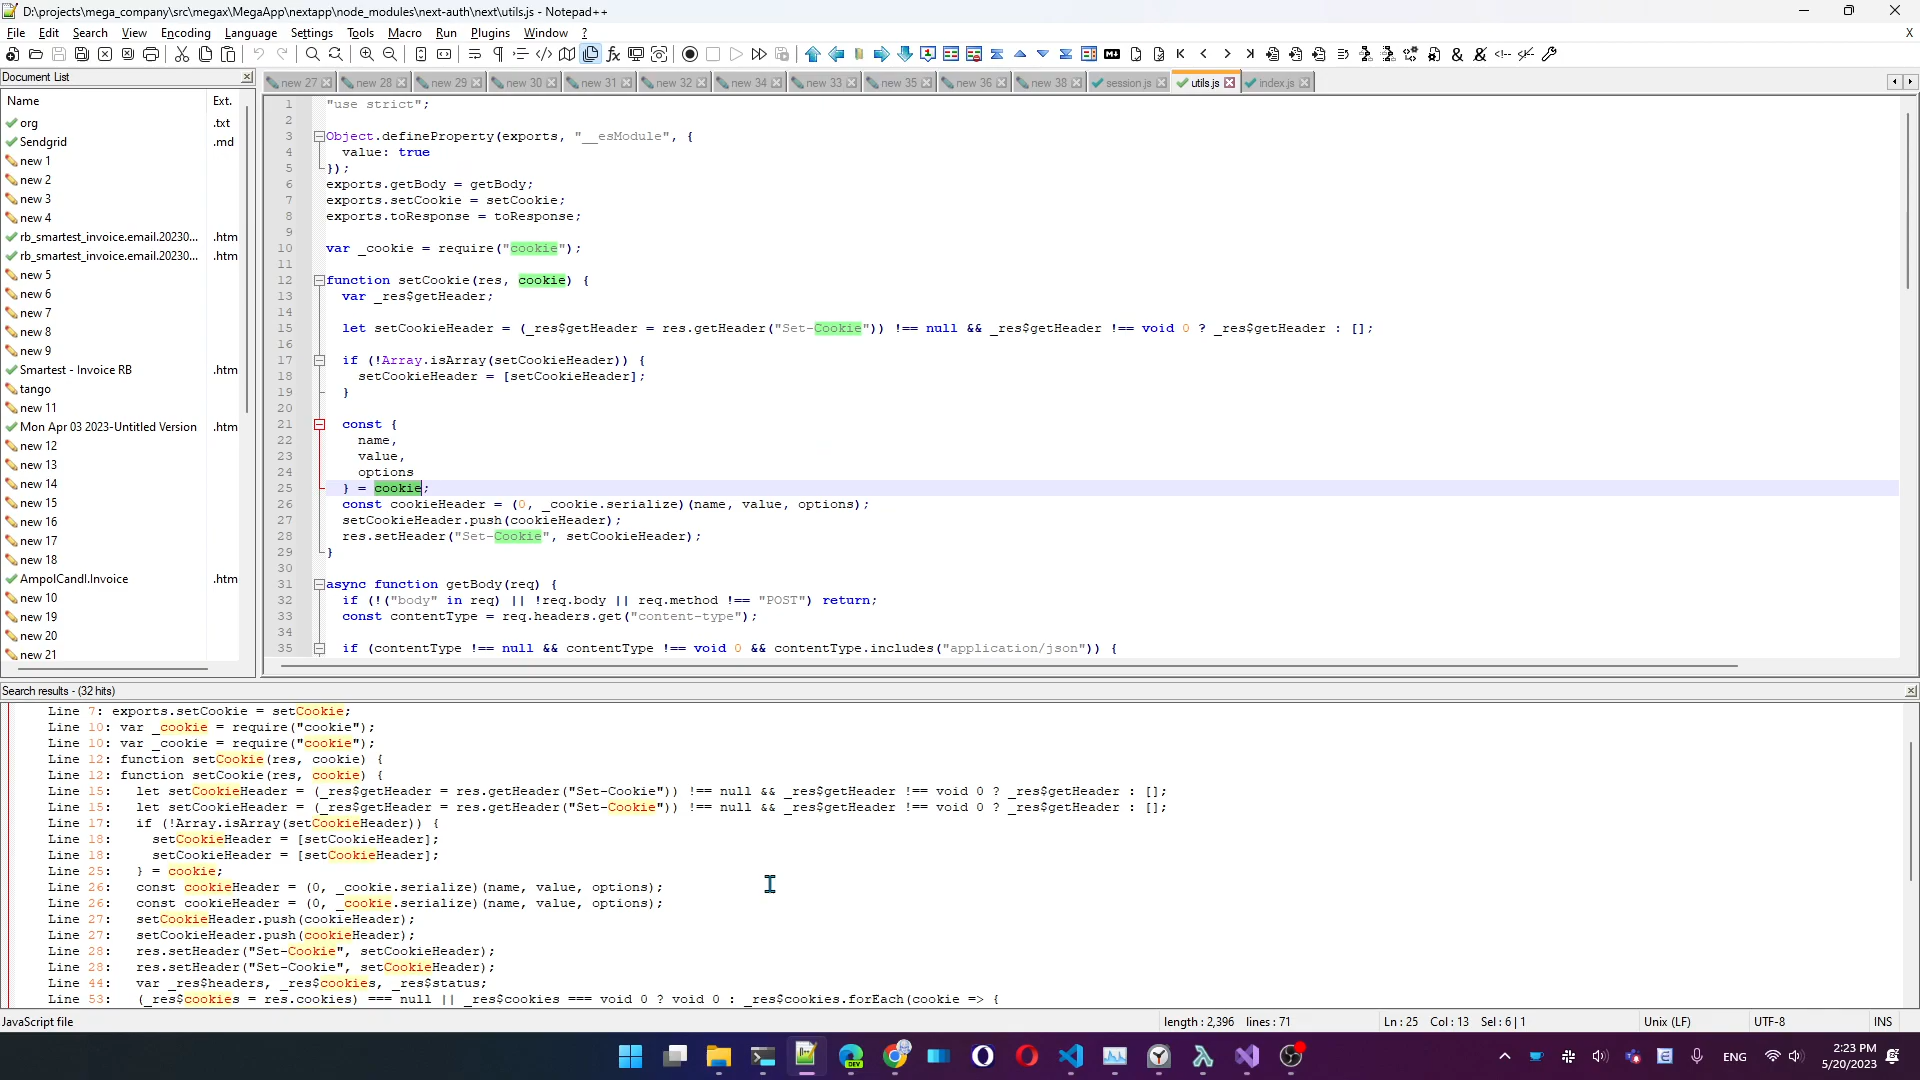 D:\projects\mega_company\src\megax\MegaApp\nextapp\node_modules\next-auth\next\utils.js - Notepad++
File Edit Search View Encoding Language Settings Tools Macro Run Plugins Window ? X
Document List
new 27 new 28 new 29 new 30 new 31 new 32 new 34 new 33 new 35 new 36 new 38 session.js utils.js index.js
Name Ext.
org .txt
Sendgrid .md
new 1
new 2
new 3
new 4
rb_smartest_invoice.email.20230... .htm
rb_smartest_invoice.email.20230... .htm
new 5
new 6
new 7
new 8
new 9
Smartest - Invoice RB .htm
tango
new 11
Mon Apr 03 2023-Untitled Version .htm
new 12
new 13
new 14
new 15
new 16
new 17
new 18
AmpolCandI.Invoice .htm
new 10
new 19
new 20
new 21
1 "use strict";
2
3 Object.defineProperty(exports, "__esModule", {
4 value: true
5 });
6 exports.getBody = getBody;
7 exports.setCookie = setCookie;
8 exports.toResponse = toResponse;
9
10 var _cookie = require("cookie");
11
12 function setCookie(res, cookie) {
13 var _res$getHeader;
14
15 let setCookieHeader = (_res$getHeader = res.getHeader("Set-Cookie")) !== null && _res$getHeader !== void 0 ? _res$getHeader : [];
16
17 if (!Array.isArray(setCookieHeader)) {
18 setCookieHeader = [setCookieHeader];
19 }
20
21 const {
22 name,
23 value,
24 options
25 } = cookie;
26 const cookieHeader = (0, _cookie.serialize)(name, value, options);
27 setCookieHeader.push(cookieHeader);
28 res.setHeader("Set-Cookie", setCookieHeader);
29 }
30
31 async function getBody(req) {
32 if (!("body" in req) || !req.body || req.method !== "POST") return;
33 const contentType = req.headers.get("content-type");
34
35 if (contentType !== null && contentType !== void 0 && contentType.includes("application/json")) {
Search results - (32 hits)
Line 7: exports.setCookie = setCookie;
Line 10: var _cookie = require("cookie");
Line 10: var _cookie = require("cookie");
Line 12: function setCookie(res, cookie) {
Line 12: function setCookie(res, cookie) {
Line 15: let setCookieHeader = (_res$getHeader = res.getHeader("Set-Cookie")) !== null && _res$getHeader !== void 0 ? _res$getHeader : [];
Line 15: let setCookieHeader = (_res$getHeader = res.getHeader("Set-Cookie")) !== null && _res$getHeader !== void 0 ? _res$getHeader : [];
Line 17: if (!Array.isArray(setCookieHeader)) {
Line 18: setCookieHeader = [setCookieHeader];
Line 18: setCookieHeader = [setCookieHeader];
Line 25: } = cookie;
Line 26: const cookieHeader = (0, _cookie.serialize)(name, value, options);
Line 26: const cookieHeader = (0, _cookie.serialize)(name, value, options);
Line 27: setCookieHeader.push(cookieHeader);
Line 27: setCookieHeader.push(cookieHeader);
Line 28: res.setHeader("Set-Cookie", setCookieHeader);
Line 28: res.setHeader("Set-Cookie", setCookieHeader);
Line 44: var _res$headers, _res$cookies, _res$status;
Line 53: (_res$cookies = res.cookies) === null || _res$cookies === void 0 ? void 0 : _res$cookies.forEach(cookie => {
JavaScript file length : 2,396 lines : 71 Ln : 25 Col : 13 Sel : 6 | 1 Unix (LF) UTF-8 INS
DEV
ENG
2:23 PM
5/20/2023